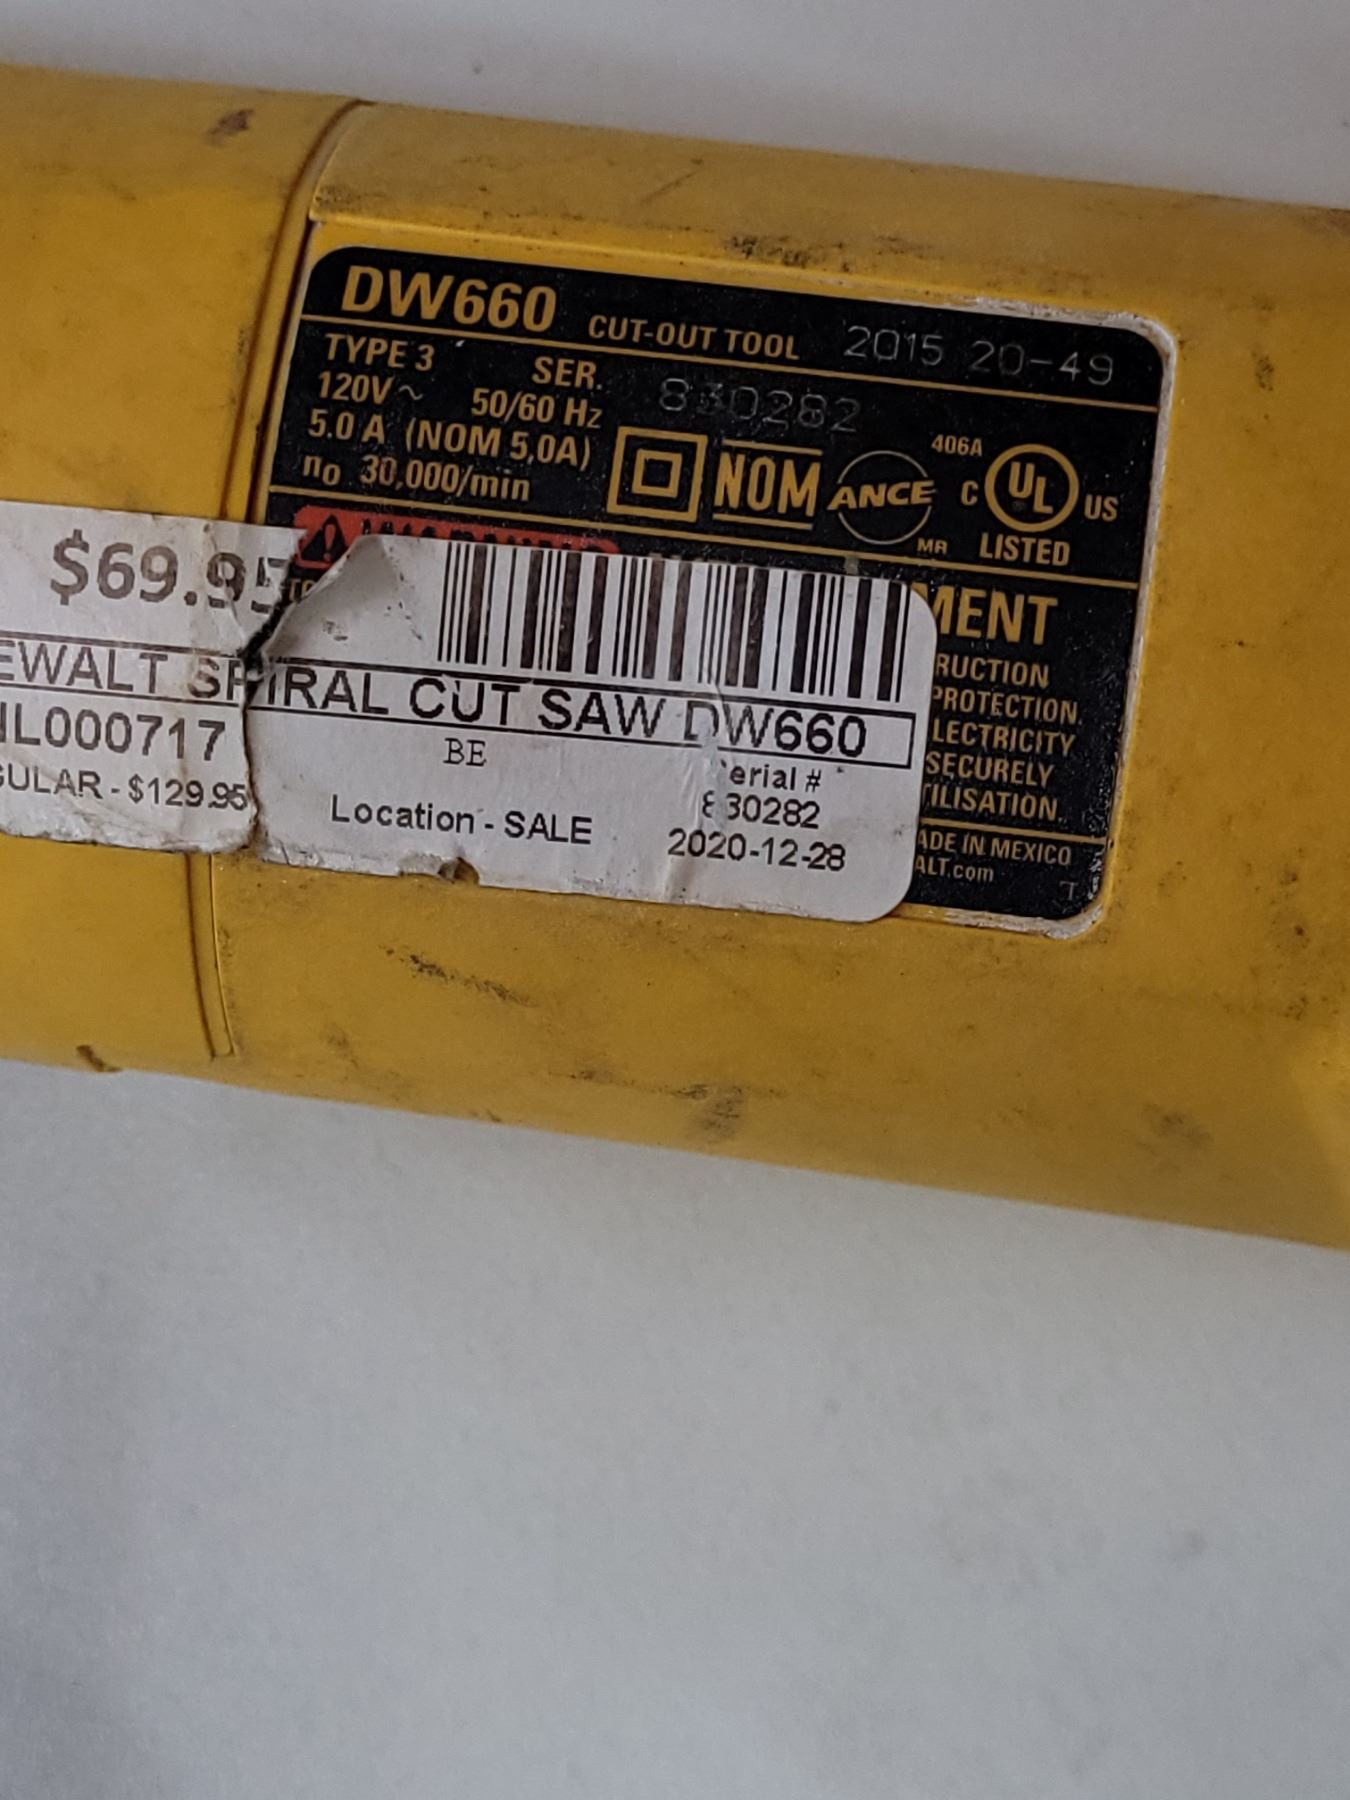 DW660 CUT-OUT TOOL 2015 20-49
TYPE 3 SER. 830282
120V~ 50/60 Hz
5.0 A (NOM 5,0A)
no 30,000/min
NOM ANCE MR
406A
C UL US
LISTED
WARNING
MENT
RUCTION
PROTECTION
LECTRICITY
SECURELY
TILISATION.
ADE IN MEXICO
ALT.com
$69.95
EWALT SPIRAL CUT SAW DW660
L000717
BE
GULAR - $129.95
Location - SALE
erial #
830282
2020-12-28